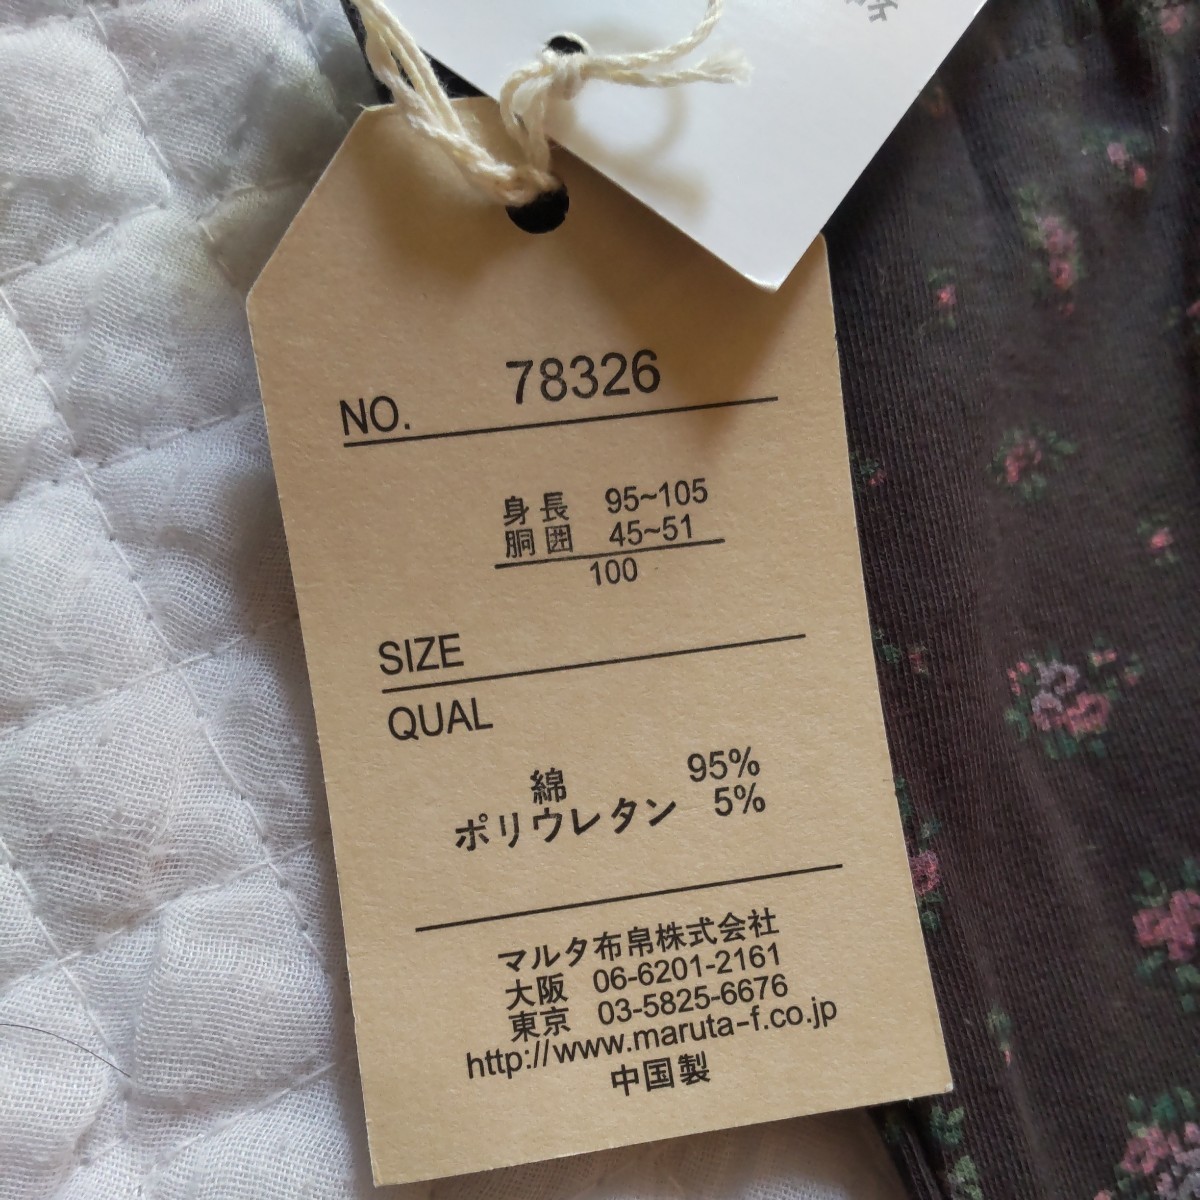 NO. 78326
身長 95~105
胴囲 45~51
100
SIZE
QUAL
綿 95%
ポリウレタン 5%
マルタ布帛株式会社
大阪 06-6201-2161
東京 03-5825-6676
http://www.maruta-f.co.jp
中国製